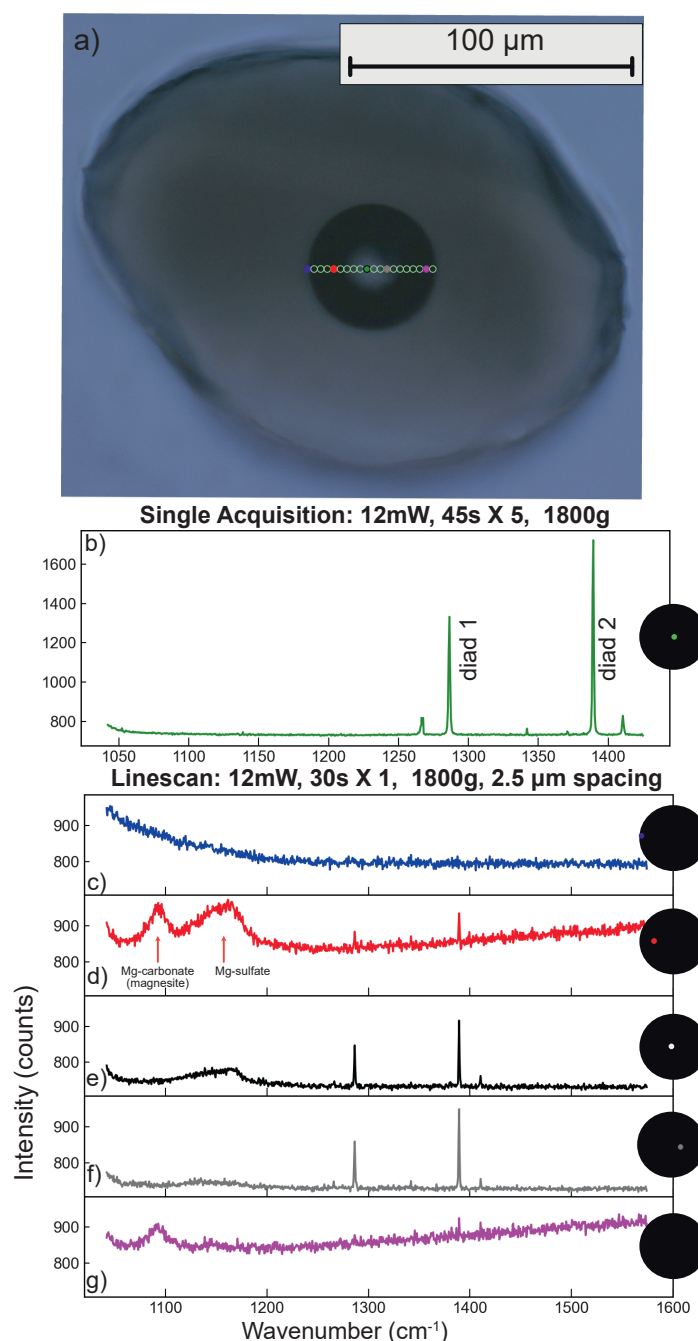 a)
100 µm
Single Acquisition: 12mW, 45s X 5, 1800g
b)
1600
1400
1200
1000
800
diad 1
diad 2
1050 1100 1150 1200 1250 1300 1350 1400
Linescan: 12mW, 30s X 1, 1800g, 2.5 µm spacing
900
800
c)
900
800
d)
Mg-carbonate
(magnesite)
Mg-sulfate
900
800
e)
900
800
f)
900
800
g)
Intensity (counts)
1100 1200 1300 1400 1500 1600
Wavenumber (cm⁻¹)